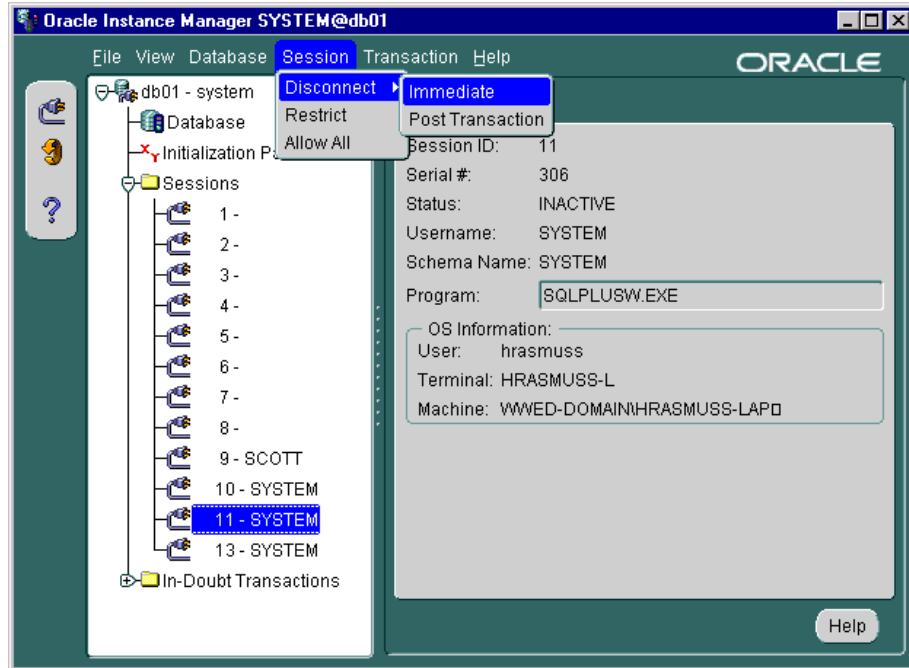 Oracle Instance Manager SYSTEM@db01
File View Database Session Transaction Help
ORACLE
Disconnect
Restrict
Allow All
Immediate
Post Transaction
db01 - system
Database
Initialization P
Sessions
1 -
2 -
3 -
4 -
5 -
6 -
7 -
8 -
9 - SCOTT
10 - SYSTEM
11 - SYSTEM
13 - SYSTEM
In-Doubt Transactions
Session ID: 11
Serial #: 306
Status: INACTIVE
Username: SYSTEM
Schema Name: SYSTEM
Program: SQLPLUSW.EXE
OS Information:
User: hrasmuss
Terminal: HRASMUSS-L
Machine: WWED-DOMAIN\HRASMUSS-LAP□
Help